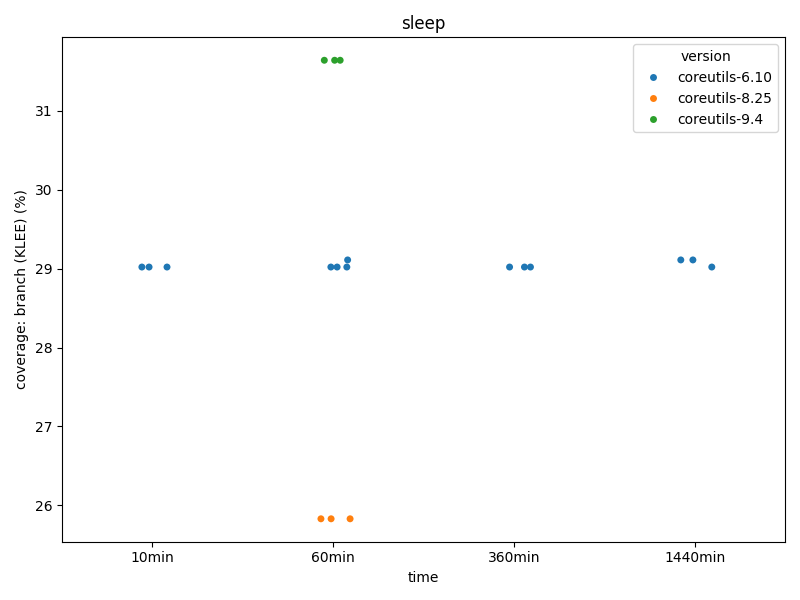 sleep
version
coreutils-6.10
coreutils-8.25
coreutils-9.4
coverage: branch (KLEE) (%)
31
30
29
28
27
26
10min
60min
360min
1440min
time